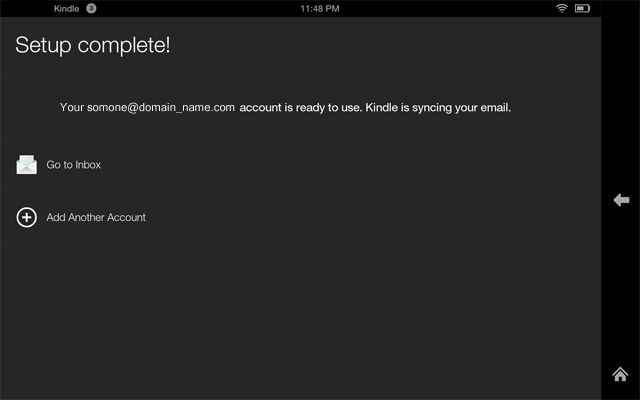 Kindle 3 11:48 PM
Setup complete!
Your somone@domain_name.com account is ready to use. Kindle is syncing your email.
Go to Inbox
Add Another Account